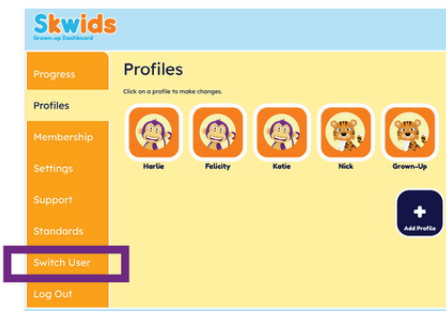 Skwids
Grown-up Dashboard
Progress
Profiles
Membership
Settings
Support
Standards
Switch User
Log Out
Profiles
Click on a profile to make changes.
Harlie
Felicity
Katie
Nick
Grown-Up
Add Profile